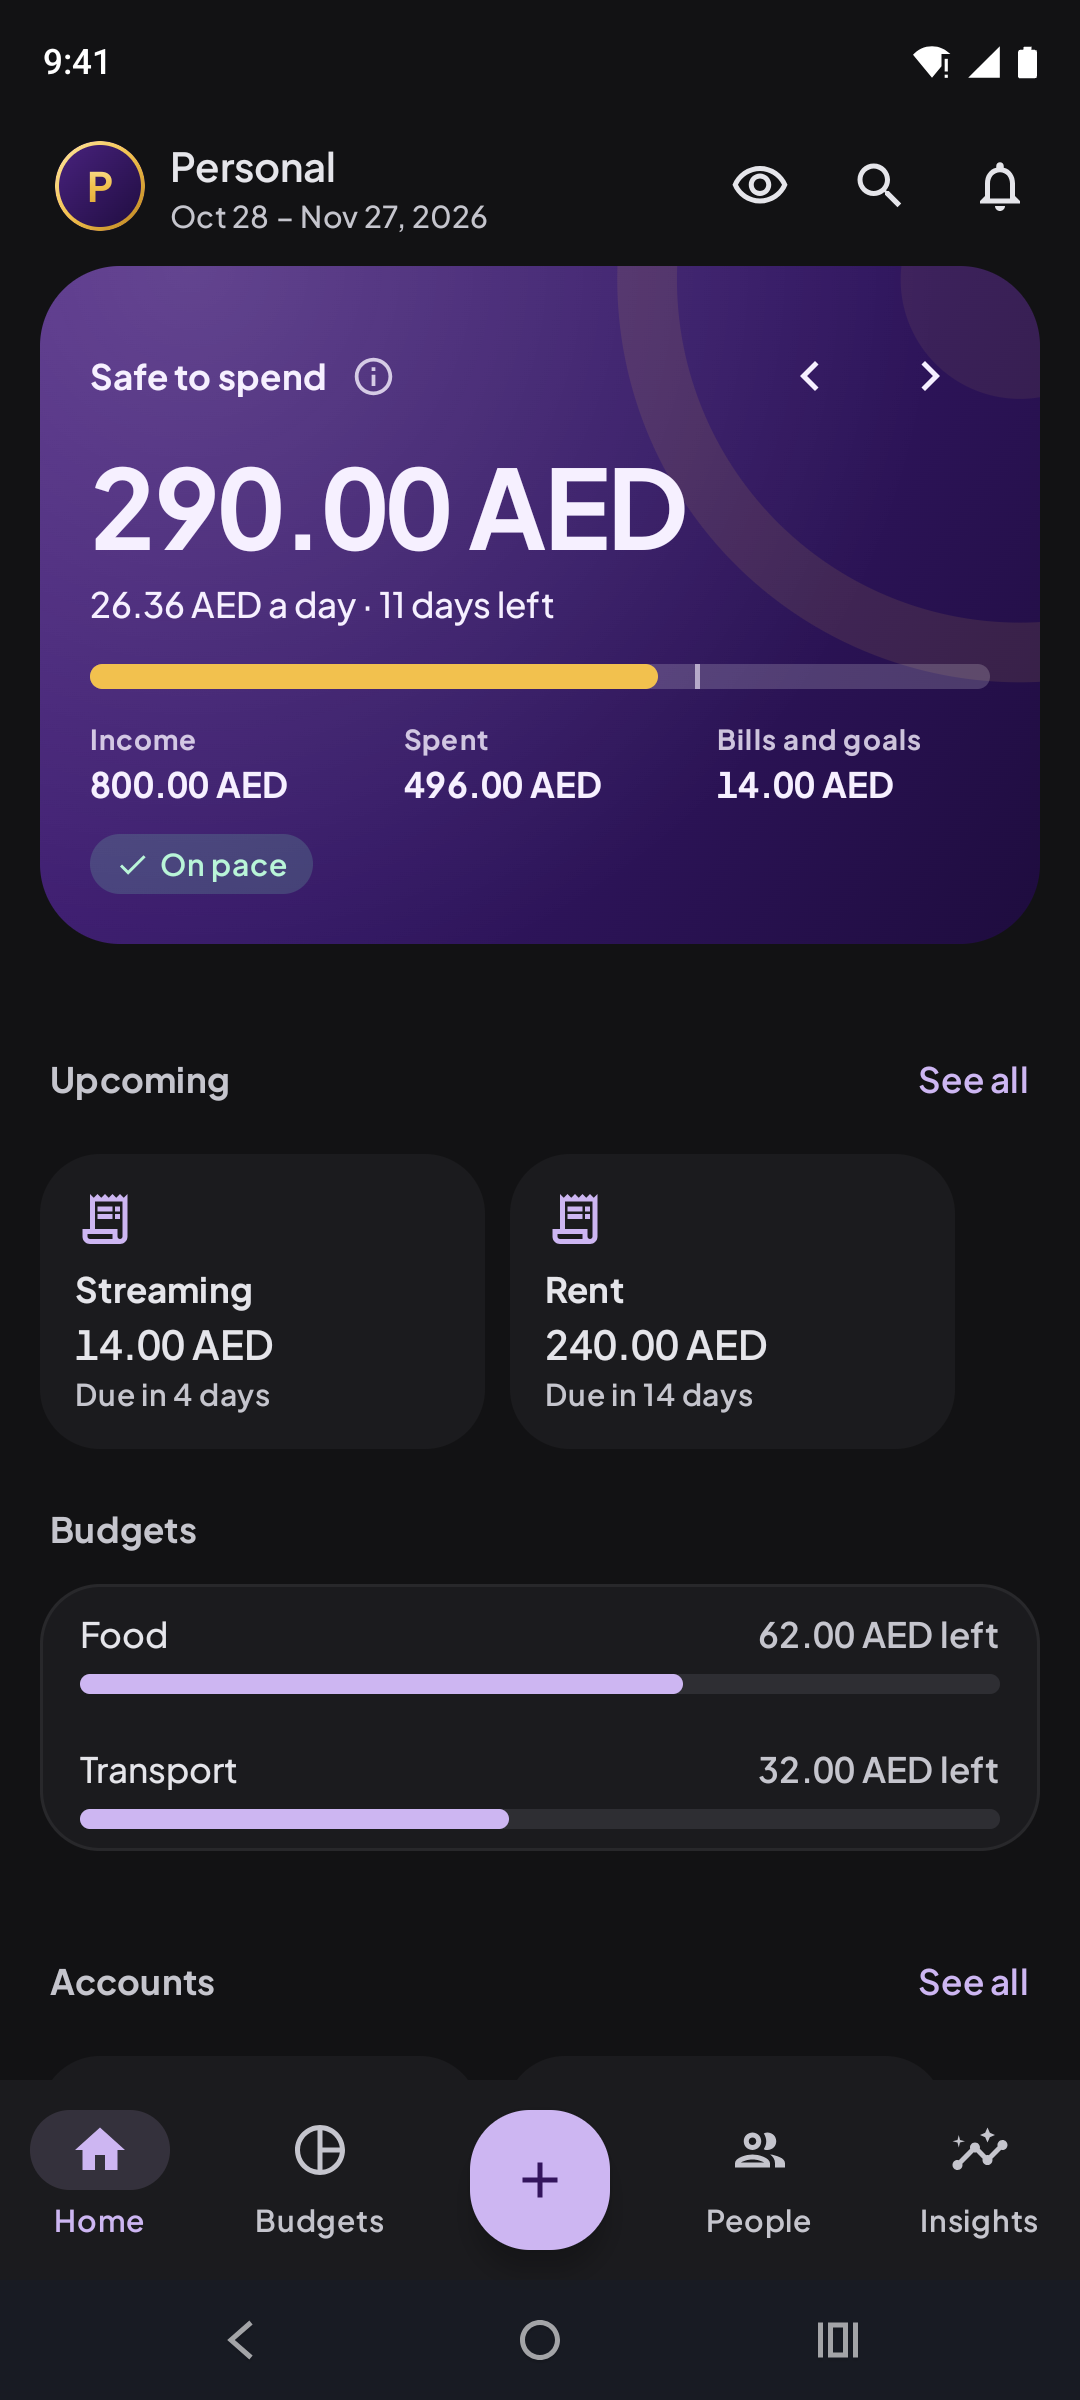 9:41
P
Personal
Oct 28 – Nov 27, 2026
Safe to spend
290.00 AED
26.36 AED a day · 11 days left
Income
Spent
Bills and goals
800.00 AED
496.00 AED
14.00 AED
On pace
Upcoming
See all
Streaming
14.00 AED
Due in 4 days
Rent
240.00 AED
Due in 14 days
Budgets
Food
62.00 AED left
Transport
32.00 AED left
Accounts
See all
Home
Budgets
People
Insights